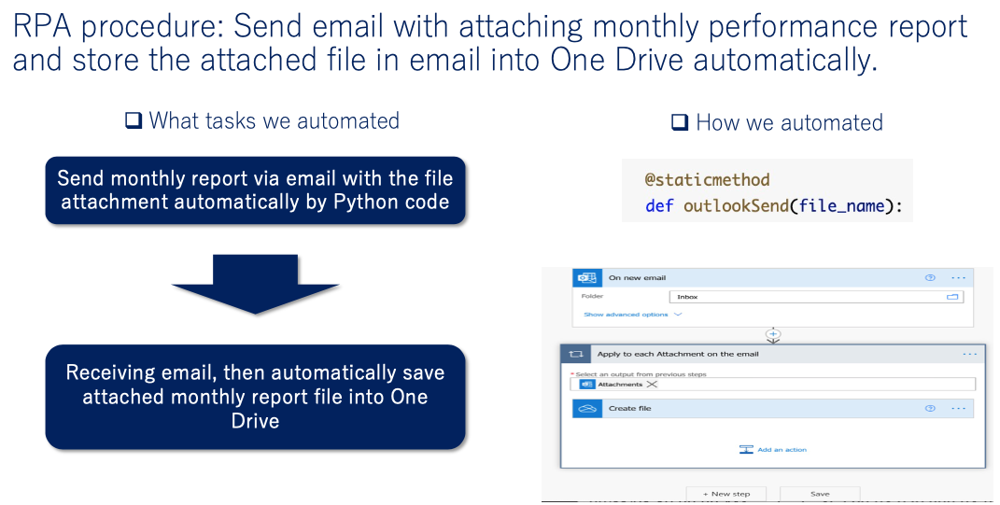 RPA procedure: Send email with attaching monthly performance report
and store the attached file in email into One Drive automatically.
What tasks we automated
Send monthly report via email with the file
attachment automatically by Python code
Receiving email, then automatically save
attached monthly report file into One
Drive
How we automated
@staticmethod
def outlookSend(file_name):
On new email
Folder
Inbox
Show advanced options
Apply to each Attachment on the email
* Select an output from previous steps
Attachments
Create file
Add an action
+ New step
Save